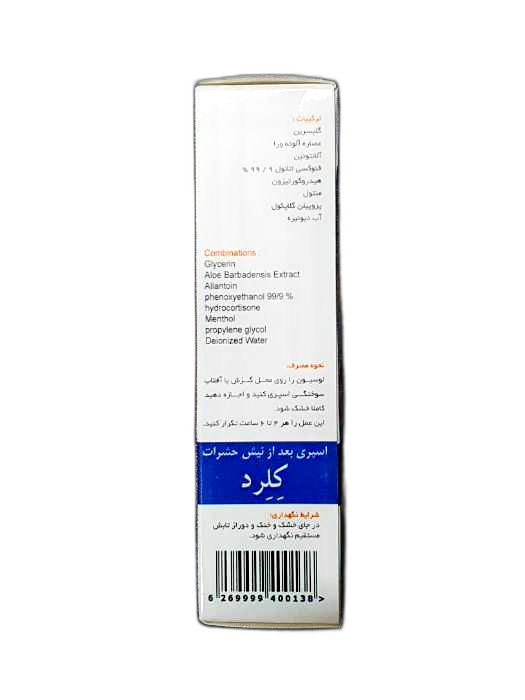 ترکیبات :
گلیسرین
عصاره آلوئه ورا
آلانتوئین
فنوکسی اتانول ۹ / ۹۹ %
هیدروکورتیزون
منتول
پروپیلن گلایکول
آب دیونیزه
Combinations :
Glycerin
Aloe Barbadensis Extract
Allantoin
phenoxyethanol 99/9 %
hydrocortisone
Menthol
propylene glycol
Deionized Water
نحوه مصرف:
لوسیون را روی محل گزش یا آفتاب
سوختگی اسپری کنید و اجازه دهید
کاملا خشک شود.
این عمل را هر ۴ تا ۶ ساعت تکرار کنید.
اسپری بعد از نیش حشرات
کِلِرد
شرایط نگهداری:
در جای خشک و خنک و دور از تابش
مستقیم نگهداری شود.
6 269999 400138 >